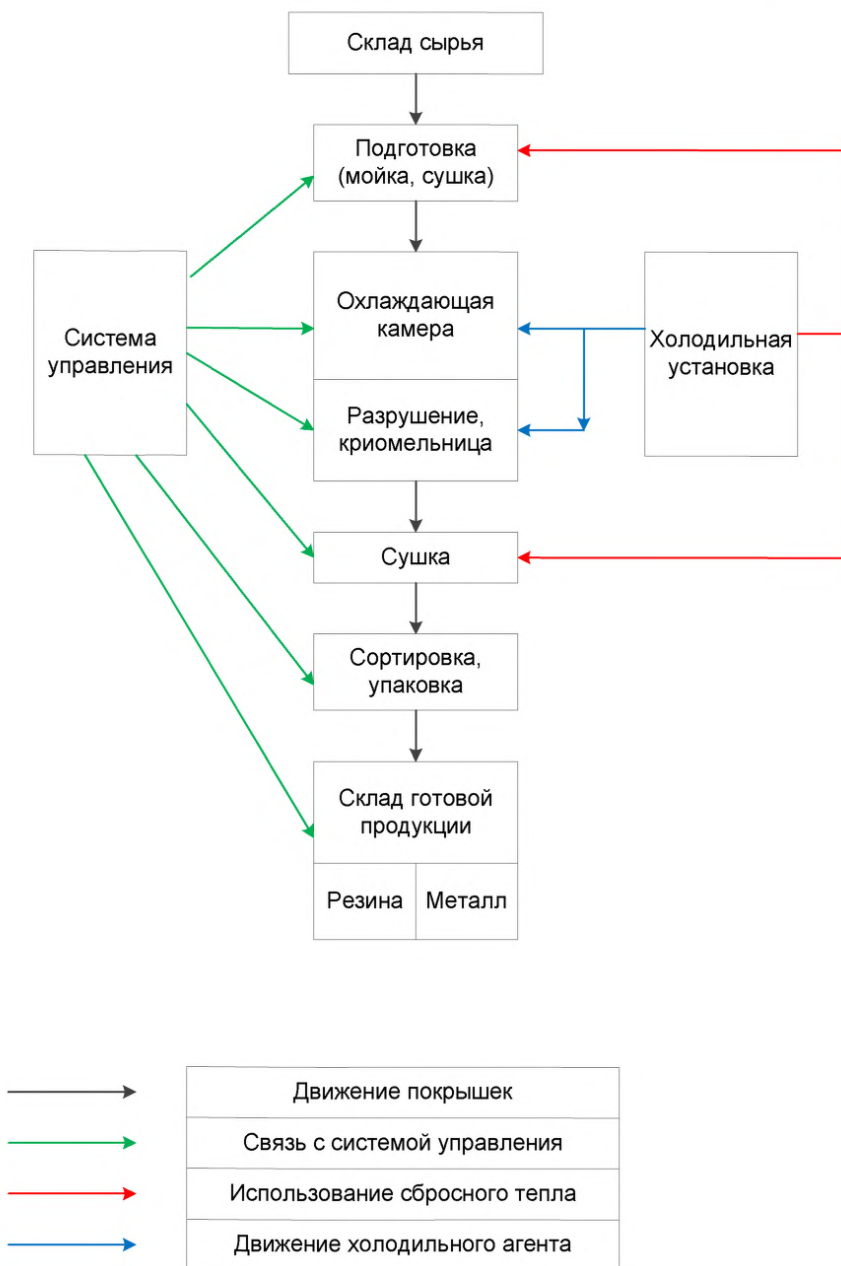 Склад сырья
Подготовка
(мойка, сушка)
Система
управления
Охлаждающая
камера
Холодильная
установка
Разрушение,
криомельница
Сушка
Сортировка,
упаковка
Склад готовой
продукции
Резина
Металл
Движение покрышек
Связь с системой управления
Использование сбросного тепла
Движение холодильного агента